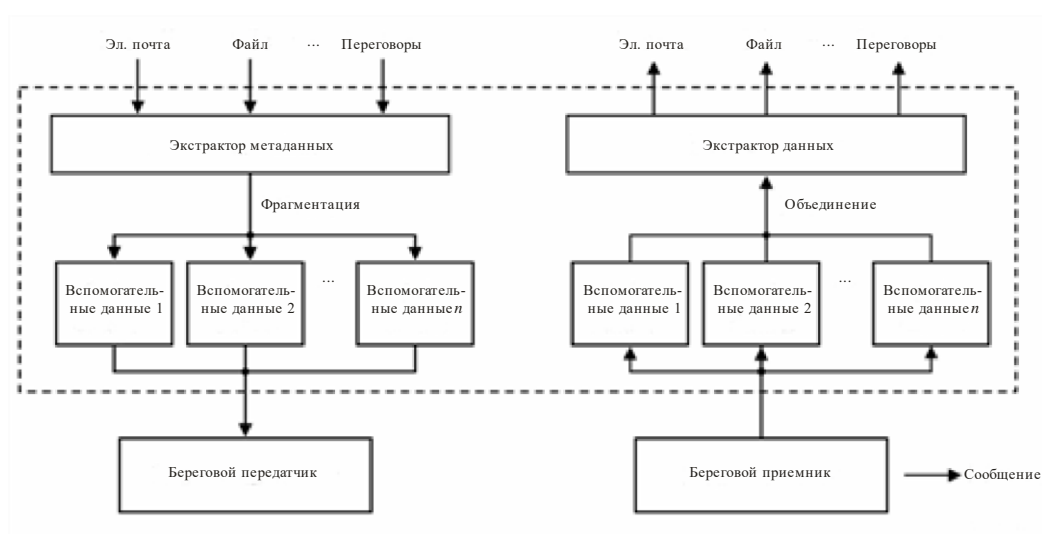 Эл. почта Файл ... Переговоры
Эл. почта Файл ... Переговоры
Экстрактор метаданных
Экстрактор данных
Фрагментация
Объединение
Вспомогатель-
ные данные 1
Вспомогатель-
ные данные 2
...
Вспомогатель-
ные данные n
Вспомогатель-
ные данные 1
Вспомогатель-
ные данные 2
...
Вспомогатель-
ные данные n
Береговой передатчик
Береговой приемник
Сообщение